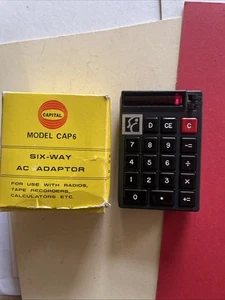 CAPITAL
MODEL CAP6
SIX-WAY
AC ADAPTOR
FOR USE WITH RADIOS,
TAPE RECORDERS,
CALCULATORS ETC.
D CE C
7 8 9 -=
4 5 6 ÷
1 2 3 X
0 • +=